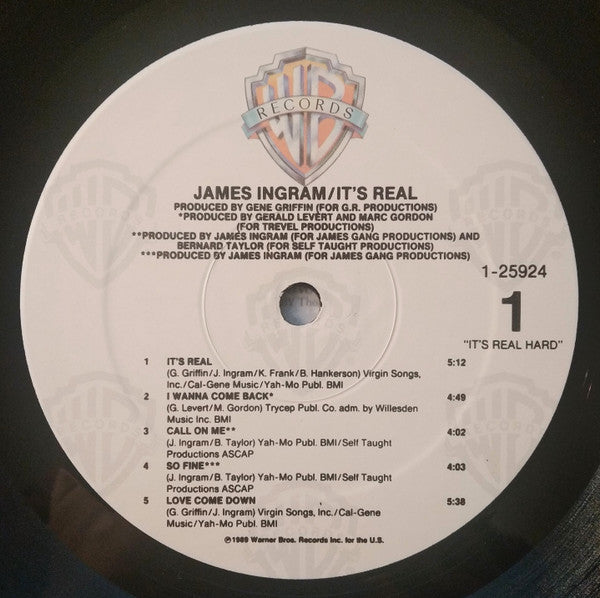 WB
RECORDS
JAMES INGRAM/IT'S REAL
PRODUCED BY GENE GRIFFIN (FOR G.R. PRODUCTIONS)
*PRODUCED BY GERALD LEVERT AND MARC GORDON
(FOR TREVEL PRODUCTIONS)
**PRODUCED BY JAMES INGRAM (FOR JAMES GANG PRODUCTIONS) AND
BERNARD TAYLOR (FOR SELF TAUGHT PRODUCTIONS)
***PRODUCED BY JAMES INGRAM (FOR JAMES GANG PRODUCTIONS)
1-25924
1
"IT'S REAL HARD"
1 IT'S REAL 5:12
(G. Griffin/J. Ingram/K. Frank/B. Hankerson) Virgin Songs,
Inc./Cal-Gene Music/Yah-Mo Publ. BMI
2 I WANNA COME BACK* 4:49
(G. Levert/M. Gordon) Trycep Publ. Co. adm. by Willesden
Music Inc. BMI
3 CALL ON ME** 4:02
(J. Ingram/B. Taylor) Yah-Mo Publ. BMI/Self Taught
Productions ASCAP
4 SO FINE*** 4:03
(J. Ingram/B. Taylor) Yah-Mo Publ. BMI/Self Taught
Productions ASCAP
5 LOVE COME DOWN 5:38
(G. Griffin/J. Ingram) Virgin Songs, Inc./Cal-Gene
Music/Yah-Mo Publ. BMI
℗1989 Warner Bros. Records Inc. for the U.S.